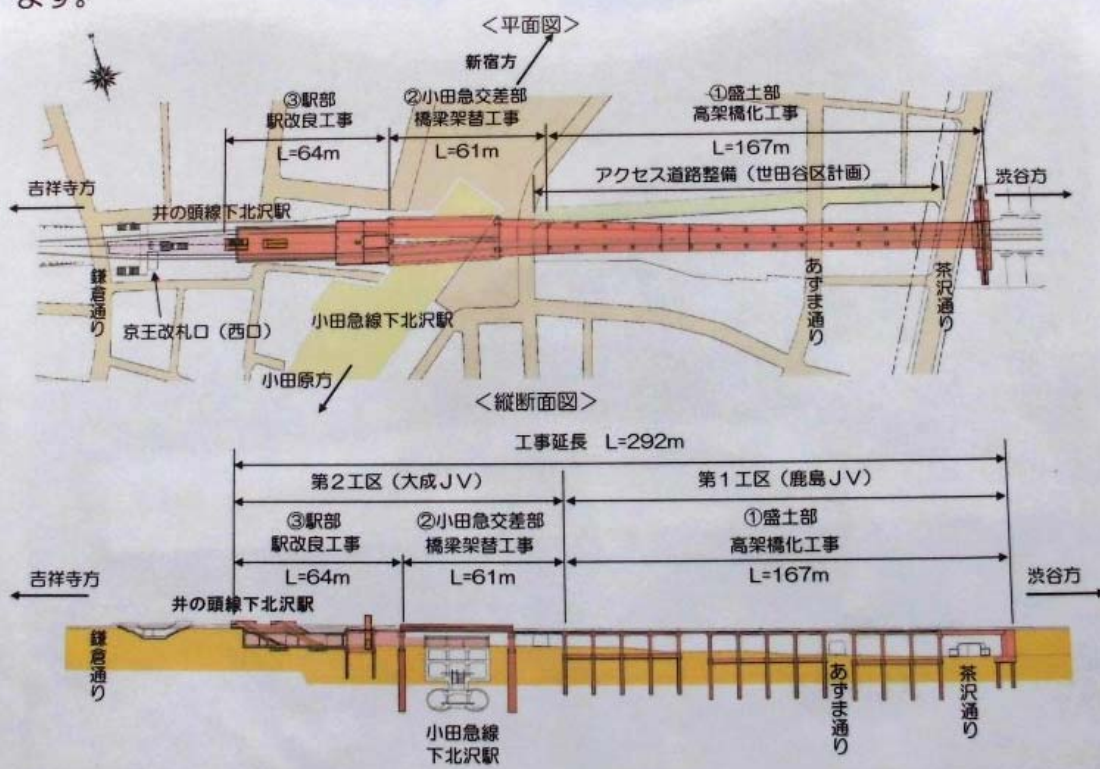 ます。
<平面図>
新宿方
③駅部
駅改良工事
L=64m
②小田急交差部
橋梁架替工事
L=61m
①盛土部
高架橋化工事
L=167m
アクセス道路整備（世田谷区計画）
吉祥寺方
渋谷方
井の頭線下北沢駅
鎌倉通り
京王改札口（西口）
小田急線下北沢駅
小田原方
あずま通り
茶沢通り
<縦断面図>
工事延長 L=292m
第2工区（大成JV）
第1工区（鹿島JV）
③駅部
駅改良工事
L=64m
②小田急交差部
橋梁架替工事
L=61m
①盛土部
高架橋化工事
L=167m
吉祥寺方
渋谷方
井の頭線下北沢駅
鎌倉通り
小田急線
下北沢駅
あずま通り
茶沢通り